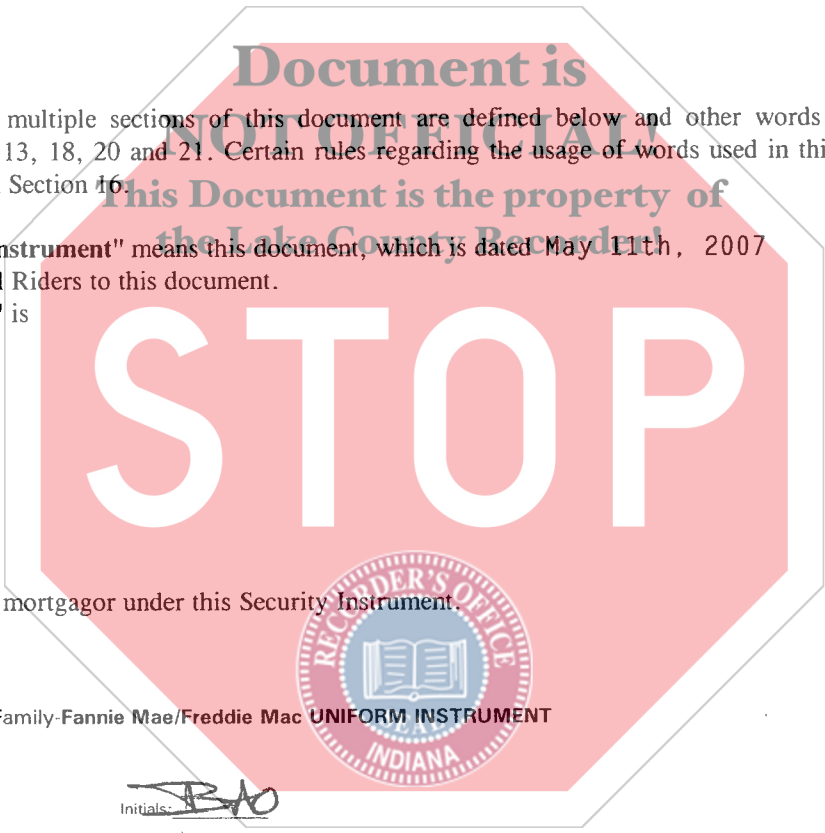 Document is
multiple sections of this document are defined below and other words
NOT OFFICIAL!
13, 18, 20 and 21. Certain rules regarding the usage of words used in thi
Section 16.
This Document is the property of
the Lake County Recorder!
nstrument" means this document, which is dated May 11th, 2007
Riders to this document.
" is
STOP
mortgagor under this Security Instrument.
RECORDER'S OFFICE
SEAL
INDIANA
Family-Fannie Mae/Freddie Mac UNIFORM INSTRUMENT
Initials: BAO